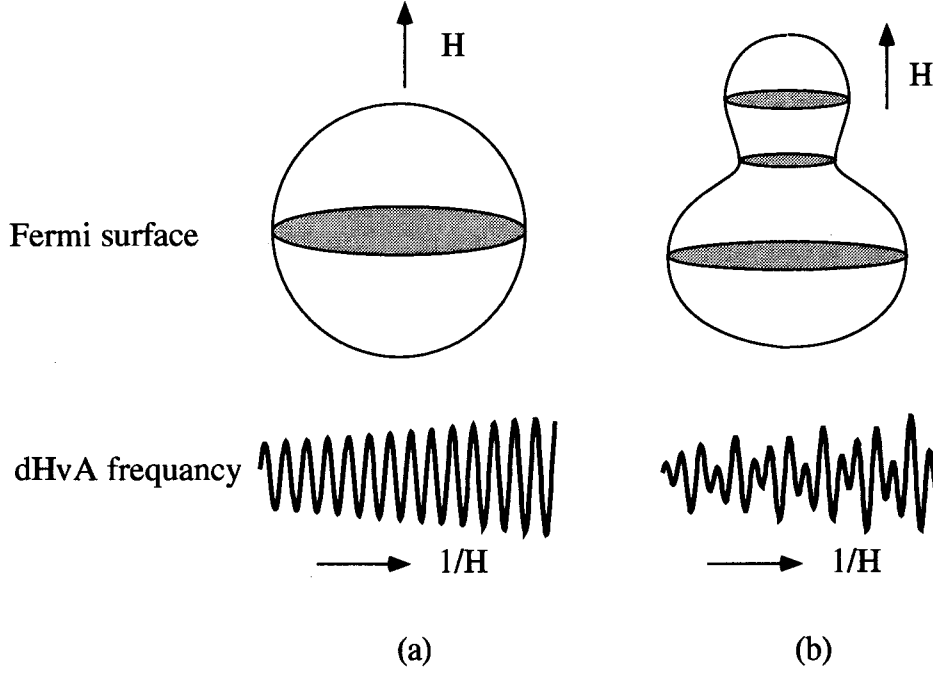 H
H
Fermi surface
dHvA frequancy
1/H
1/H
(a)
(b)